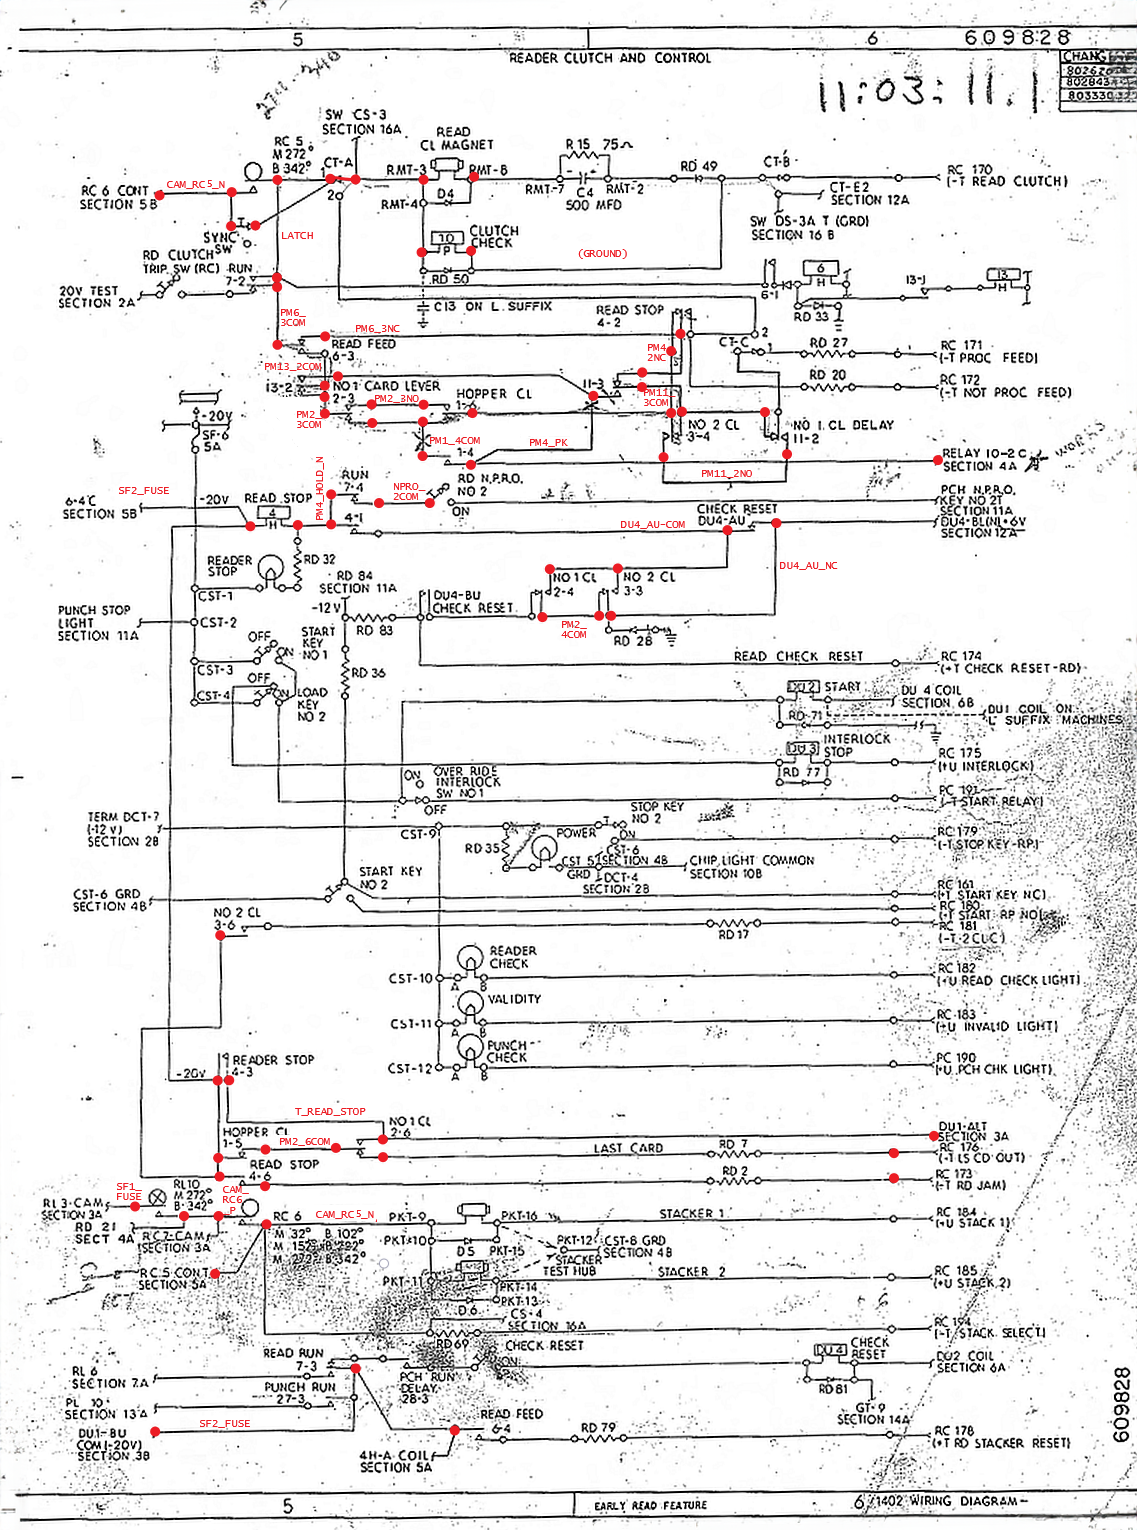 5
6
609828
READER CLUTCH AND CONTROL
CHANG
802843
803330
11:03:11.1
SW CS-3
SECTION 16A
RC 5
M 272°
B 342°
CT-A
READ
CL MAGNET
RMT-3
RMT-8
R 15 75
RD 49
CT-B
RC 6 CONT
SECTION 5B
CAM_RC5_N
2
RMT-4
D4
RMT-7
C4
500 MFD
RMT-2
CT-E2
SECTION 12A
RC 170
(-T READ CLUTCH)
T
SYNC
SW
LATCH
10
P
CLUTCH
CHECK
(GROUND)
SW DS-3A T (GRD)
SECTION 16 B
RD CLUTCH
TRIP SW (RC)
RUN
7-2
RD 50
6
H
6-1
13-1
13
H
20V TEST
SECTION 2A
C13 ON L SUFFIX
RD 33
PM6_
3COM
PM6_3NC
READ STOP
4-2
2
READ FEED
6-3
PM4_
2NC
CT-C
1
RD 27
RC 171
(-T PROC FEED)
PM13_2COM
13-2
NO 1 CARD LEVER
2-3
PM2_3NO
HOPPER CL
1-6
11-3
PM11_
3COM
RD 20
RC 172
(-T NOT PROC FEED)
-20V
SF-6
5A
PM2_
3COM
PM1_4COM
1-4
PM4_PK
NO 2 CL
3-4
NO 1 CL DELAY
11-2
RELAY 10-2 C
SECTION 4A
WORKS
RD N.P.R.O.
NO 2
ON
PM11_2NO
SF2_FUSE
6-4 C
SECTION 5B
-20V
READ STOP
4
H
PM4_HOLD_N
RUN
7-4
NPRO_
2COM
4-1
CHECK RESET
DU4-AU
DU4_AU-COM
PCH N.P.R.O.
KEY NO 2T
SECTION 11A
DU4-BL(N)+6V
SECTION 12A
READER
STOP
CST-1
RD 32
RD 84
SECTION 11A
-12 V
NO 1 CL
2-4
NO 2 CL
3-3
DU4_AU_NC
PUNCH STOP
LIGHT
SECTION 11A
CST-2
RD 83
DU4-BU
CHECK RESET
PM2_
4COM
RD 28
OFF
ON
START
KEY
NO 1
CST-3
READ CHECK RESET
RC 174
(+T CHECK RESET-RD)
OFF
ON
CST-4
LOAD
KEY
NO 2
RD 36
DU 2
START
RD 71
DU 4 COIL
SECTION 6B
DU1 COIL ON
L SUFFIX MACHINES
DU 3
INTERLOCK
STOP
RD 77
RC 175
(+U INTERLOCK)
ON
OVER RIDE
INTERLOCK
SW NO 1
OFF
RC 191
(-T START RELAY)
TERM DCT-7
(-12 V)
SECTION 2B
CST-9
RD 35
POWER
T
STOP KEY
NO 2
ON
CST-6
SECTION 4B
CST 5
GRD
DCT-4
SECTION 2B
CHIP LIGHT COMMON
SECTION 10B
RC 179
(-T STOP KEY-RP)
CST-6 GRD
SECTION 4B
START KEY
NO 2
RC 161
(+T START KEY NC)
RC 180
(-T START RP NO)
RC 181
(-T 2 CLC)
NO 2 CL
3-6
RD 17
READER
CHECK
CST-10
A
B
RC 182
(+U READ CHECK LIGHT)
VALIDITY
CST-11
A
B
RC 183
(+U INVALID LIGHT)
PUNCH
CHECK
CST-12
A
B
RC 190
(+U PCH CHK LIGHT)
-20V
READER STOP
4-3
T_READ_STOP
HOPPER CL
1-5
PM2_6COM
NO 1 CL
2-6
DU1-ALT
SECTION 3A
LAST CARD
RD 7
RC 176
(-T LS CD OUT)
READ STOP
4-6
RD 2
RC 173
(-T RD JAM)
SF1_
FUSE
RL 3-CAM
SECTION 3A
RL10
M 272°
B 342°
CAM_
RC6
_P
RD 21
SECT 4A
RC7-CAM
SECTION 3A
RC 6
CAM_RC5_N
M 32° B 102°
M 152° B 222°
M 272° B 342°
PKT-9
PKT-16
STACKER 1
RC 184
(+U STACK 1)
PKT-10
D5
PKT-15
PKT-12
CST-8 GRD
SECTION 4B
STACKER
TEST HUB
RC 5 CONT
SECTION 5A
PKT-11
STACKER 2
PKT-14
PKT-13
D 6
RC 185
(+U STACK 2)
CS-4
SECTION 16A
RD69
RC 194
(-T STACK SELECT)
READ RUN
7-3
CHECK RESET
ON
DU 4
CHECK
RESET
RD 81
DU2 COIL
SECTION 6A
RL 6
SECTION 7A
PUNCH RUN
27-3
PCH RUN
DELAY
28-3
PL 10
SECTION 13A
GT-9
SECTION 14A
SF2_FUSE
DU1-BU
COM(-20V)
SECTION 3B
READ FEED
6-4
4H-A COIL
SECTION 5A
RD 79
RC 178
(+T RD STACKER RESET)
609828
5
EARLY READ FEATURE
6
1402 WIRING DIAGRAM-